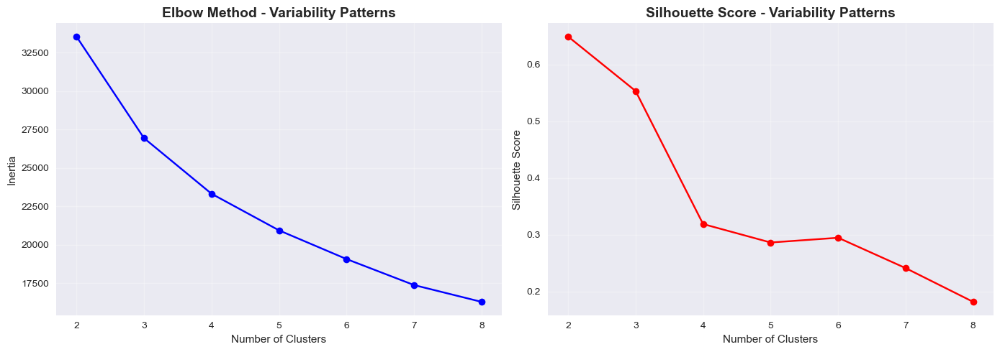 Elbow Method - Variability Patterns
Inertia
32500
30000
27500
25000
22500
20000
17500
2 3 4 5 6 7 8
Number of Clusters
Silhouette Score - Variability Patterns
Silhouette Score
0.6
0.5
0.4
0.3
0.2
2 3 4 5 6 7 8
Number of Clusters